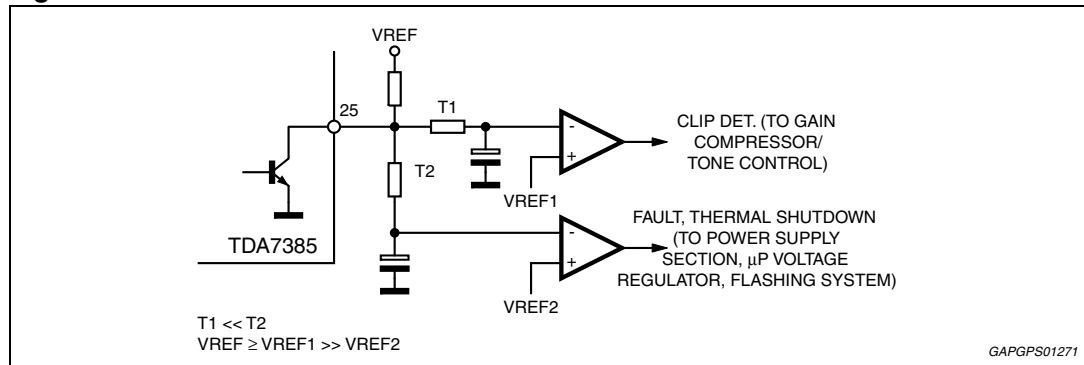 VREF
25
T1
-
+
VREF1
CLIP DET. (TO GAIN
COMPRESSOR/
TONE CONTROL)
T2
TDA7385
-
+
VREF2
FAULT, THERMAL SHUTDOWN
(TO POWER SUPPLY
SECTION, µP VOLTAGE
REGULATOR, FLASHING SYSTEM)
T1 << T2
VREF ≥ VREF1 >> VREF2
GAPGPS01271